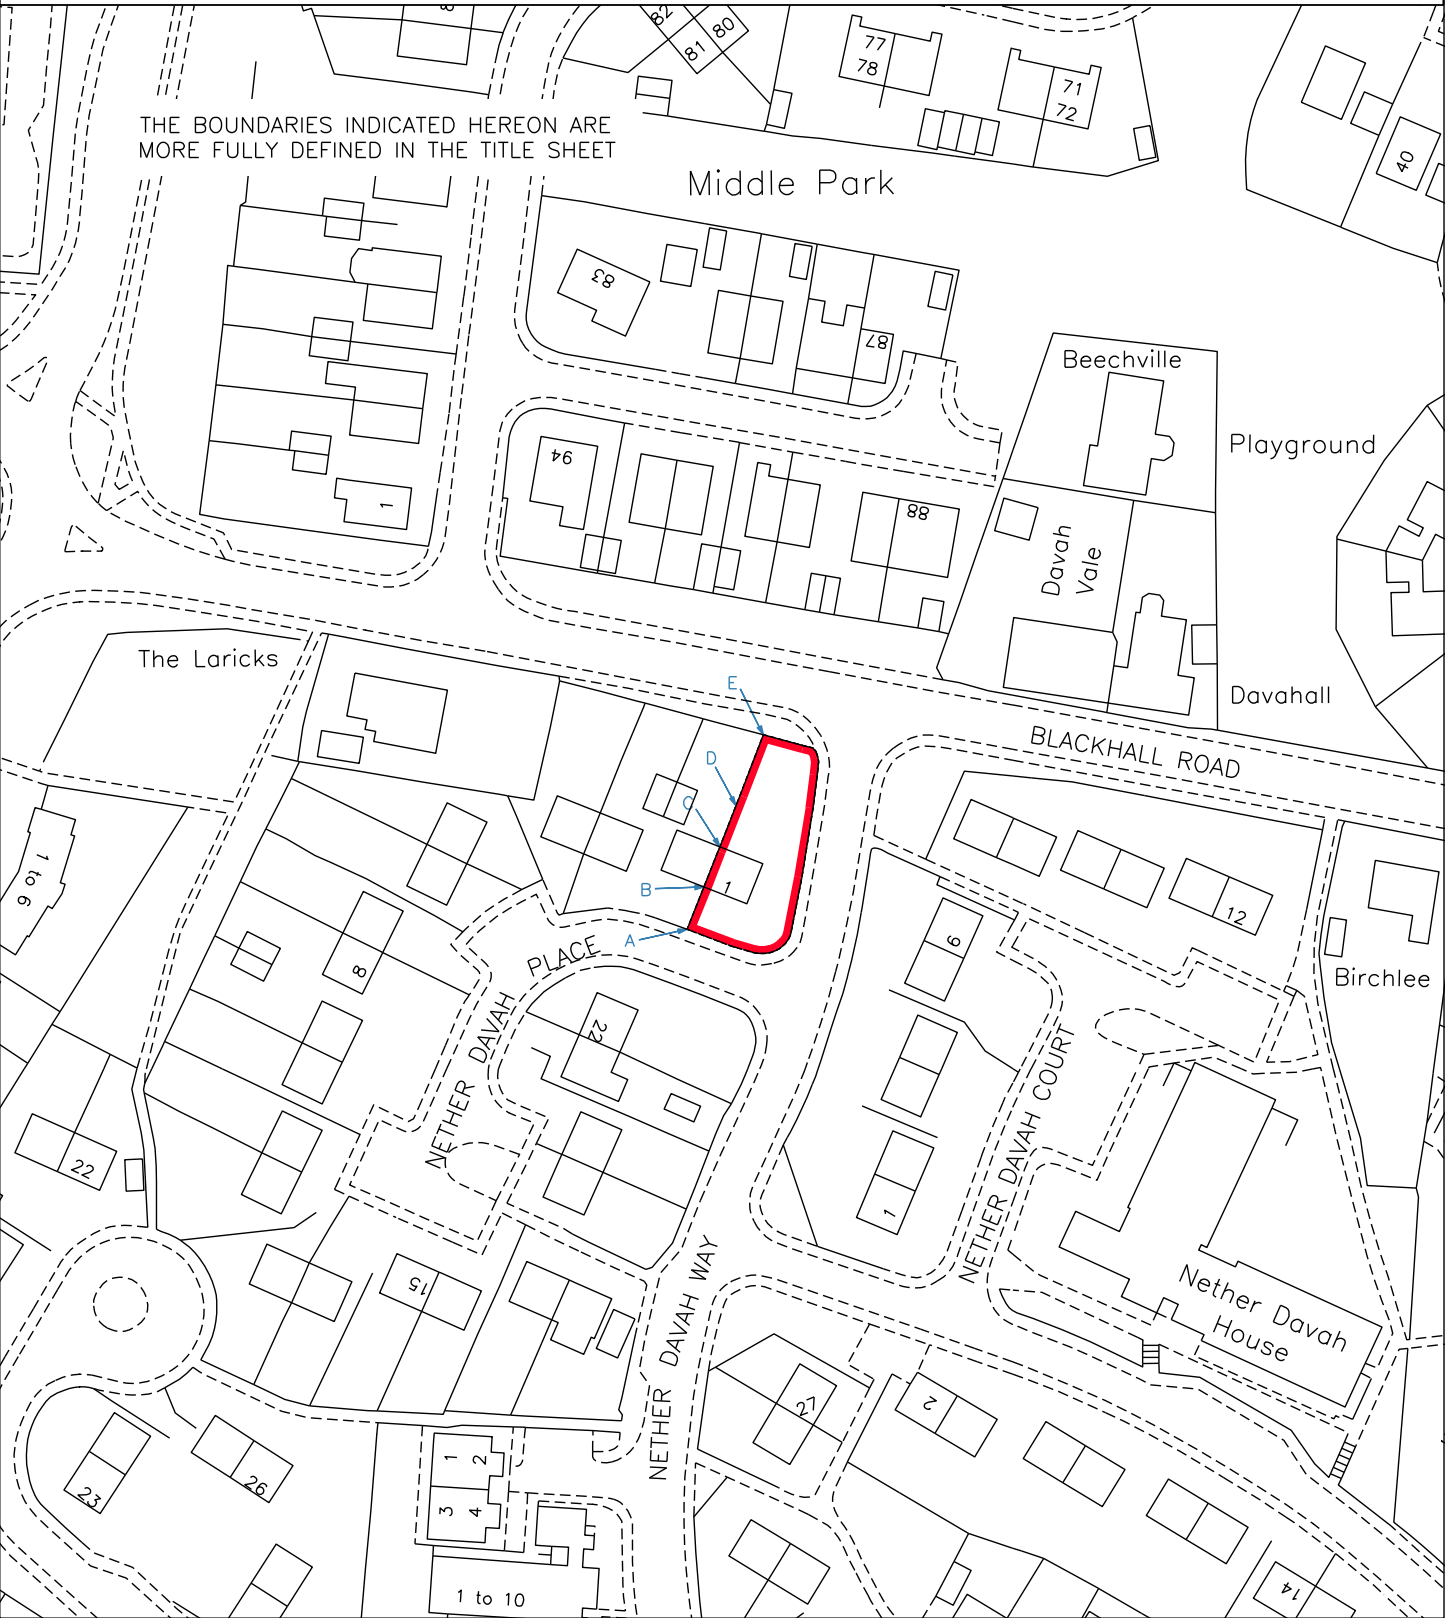 8
82
80
81
77
78
71
72
THE BOUNDARIES INDICATED HEREON ARE
MORE FULLY DEFINED IN THE TITLE SHEET
Middle Park
40
83
87
Beechville
Playground
94
1
88
Davah
Vale
The Laricks
Davahall
E
BLACKHALL ROAD
D
C
1 to 6
B
1
A
12
PLACE
9
Birchlee
8
22
NETHER DAVAH
NETHER DAVAH COURT
22
1
15
NETHER DAVAH WAY
Nether Davah
House
27
2
1
2
3
4
23
26
1 to 10
14